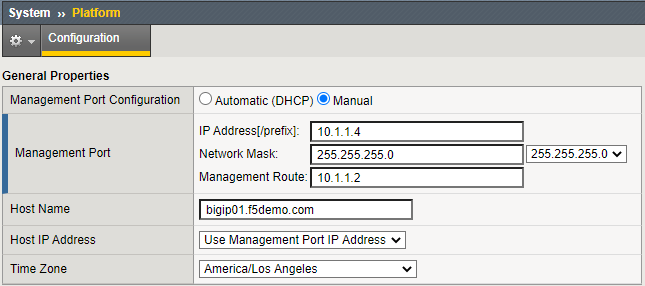 System ›› Platform
Configuration
General Properties
Management Port Configuration Automatic (DHCP) Manual
Management Port
IP Address[/prefix]: 10.1.1.4
Network Mask: 255.255.255.0 255.255.255.0
Management Route: 10.1.1.2
Host Name bigip01.f5demo.com
Host IP Address Use Management Port IP Address
Time Zone America/Los Angeles